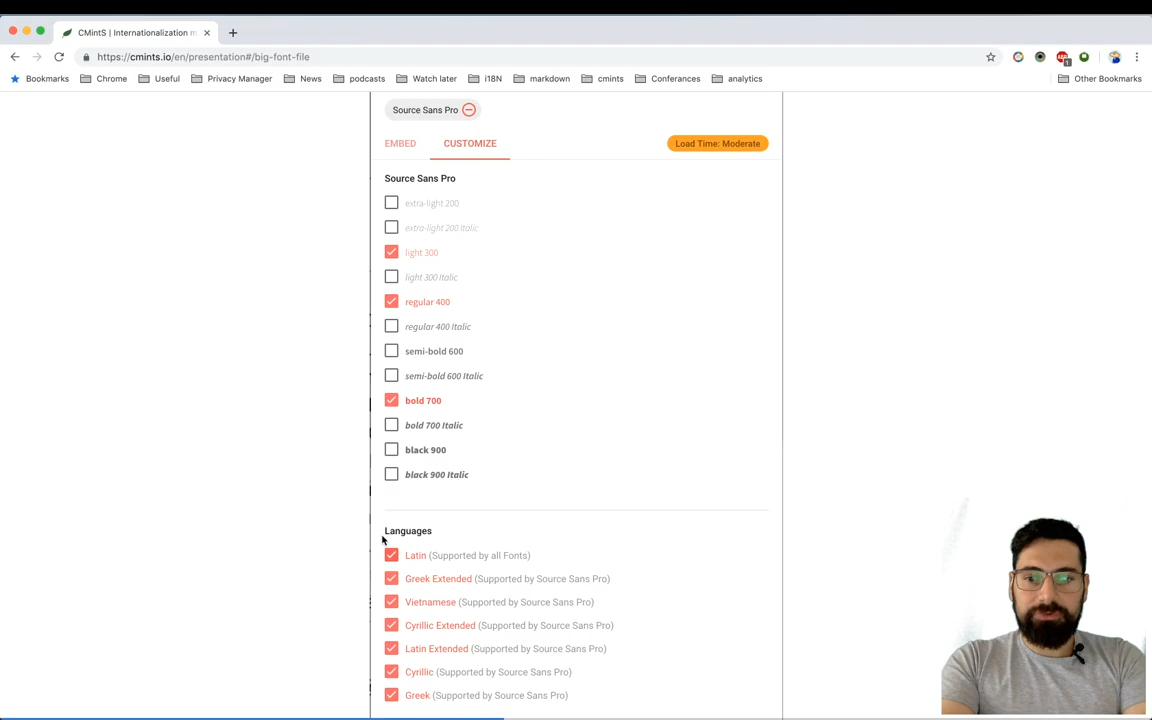 CMintS | Internationalization m
https://cmints.io/en/presentation#/big-font-file
Bookmarks Chrome Useful Privacy Manager News podcasts Watch later i18N markdown cmints Conferances analytics Other Bookmarks
Source Sans Pro
EMBED CUSTOMIZE Load Time: Moderate
Source Sans Pro
extra-light 200
extra-light 200 Italic
light 300
light 300 Italic
regular 400
regular 400 Italic
semi-bold 600
semi-bold 600 Italic
bold 700
bold 700 Italic
black 900
black 900 Italic
Languages
Latin (Supported by all Fonts)
Greek Extended (Supported by Source Sans Pro)
Vietnamese (Supported by Source Sans Pro)
Cyrillic Extended (Supported by Source Sans Pro)
Latin Extended (Supported by Source Sans Pro)
Cyrillic (Supported by Source Sans Pro)
Greek (Supported by Source Sans Pro)